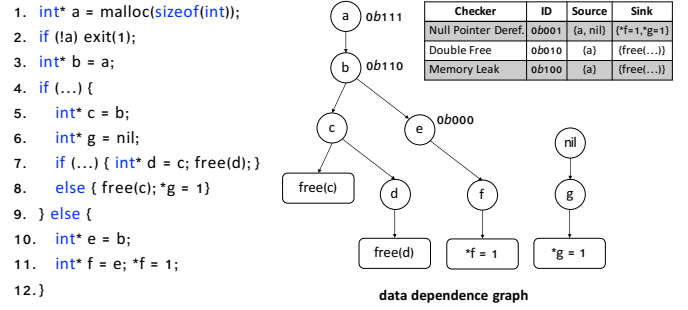 1. int* a = malloc(sizeof(int));
2. if (!a) exit(1);
3. int* b = a;
4. if (...) {
5. int* c = b;
6. int* g = nil;
7. if (...) { int* d = c; free(d); }
8. else { free(c); *g = 1}
9. } else {
10. int* e = b;
11. int* f = e; *f = 1;
12. }
a 0b111
b 0b110
c
e 0b000
nil
free(c)
d
f
g
free(d)
*f = 1
*g = 1
data dependence graph
Checker ID Source Sink
Null Pointer Deref. 0b001 {a, nil} {*f=1,*g=1}
Double Free 0b010 {a} {free(...)}
Memory Leak 0b100 {a} {free(...)}